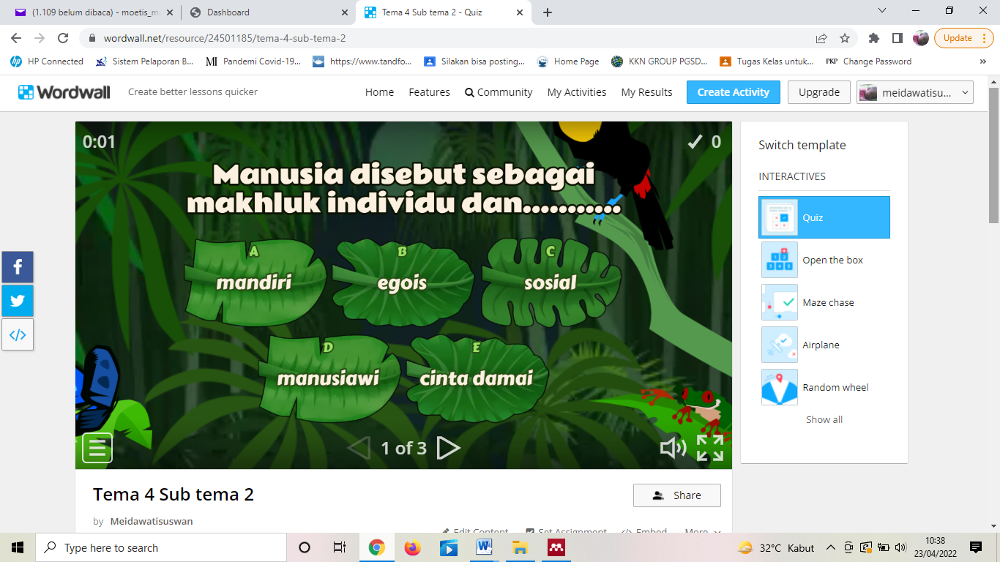 (1.109 belum dibaca) - moetis_m
Dashboard
Tema 4 Sub tema 2 - Quiz
wordwall.net/resource/24501185/tema-4-sub-tema-2
Update
HP Connected
Sistem Pelaporan B...
Pandemi Covid-19...
https://www.tandfo...
Silakan bisa posting...
Home Page
KKN GROUP PGSD...
Tugas Kelas untuk...
PKP Change Password
Wordwall
Create better lessons quicker
Home
Features
Community
My Activities
My Results
Create Activity
Upgrade
meidawatisu...
0:01
0
Manusia disebut sebagai
makhluk individu dan...........
A
mandiri
B
egois
C
sosial
D
manusiawi
E
cinta damai
1 of 3
Switch template
INTERACTIVES
Quiz
Open the box
Maze chase
Airplane
Random wheel
Show all
Tema 4 Sub tema 2
Share
by Meidawatisuswan
Edit Content
Set Assignment
Embed
More
Type here to search
32°C Kabut
10:38
23/04/2022